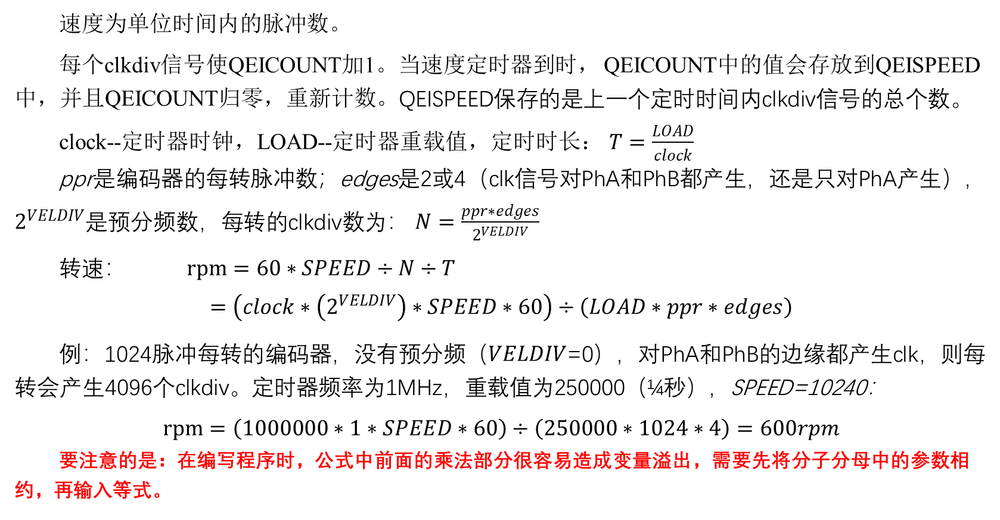 速度为单位时间内的脉冲数。
每个clkdiv信号使QEICOUNT加1。当速度定时器到时，QEICOUNT中的值会存放到QEISPEED
中，并且QEICOUNT归零，重新计数。QEISPEED保存的是上一个定时时间内clkdiv信号的总个数。
clock--定时器时钟，LOAD--定时器重载值，定时时长： T = LOAD/clock
ppr是编码器的每转脉冲数；edges是2或4（clk信号对PhA和PhB都产生，还是只对PhA产生），
2^VELDIV是预分频数，每转的clkdiv数为： N = ppr*edges/2^VELDIV
转速： rpm = 60 * SPEED ÷ N ÷ T
= (clock * (2^VELDIV) * SPEED * 60) ÷ (LOAD * ppr * edges)
例：1024脉冲每转的编码器，没有预分频（VELDIV=0），对PhA和PhB的边缘都产生clk，则每
转会产生4096个clkdiv。定时器频率为1MHz，重载值为250000（¼秒），SPEED=10240：
rpm = (1000000 * 1 * SPEED * 60) ÷ (250000 * 1024 * 4) = 600rpm
要注意的是：在编写程序时，公式中前面的乘法部分很容易造成变量溢出，需要先将分子分母中的参数相
约，再输入等式。